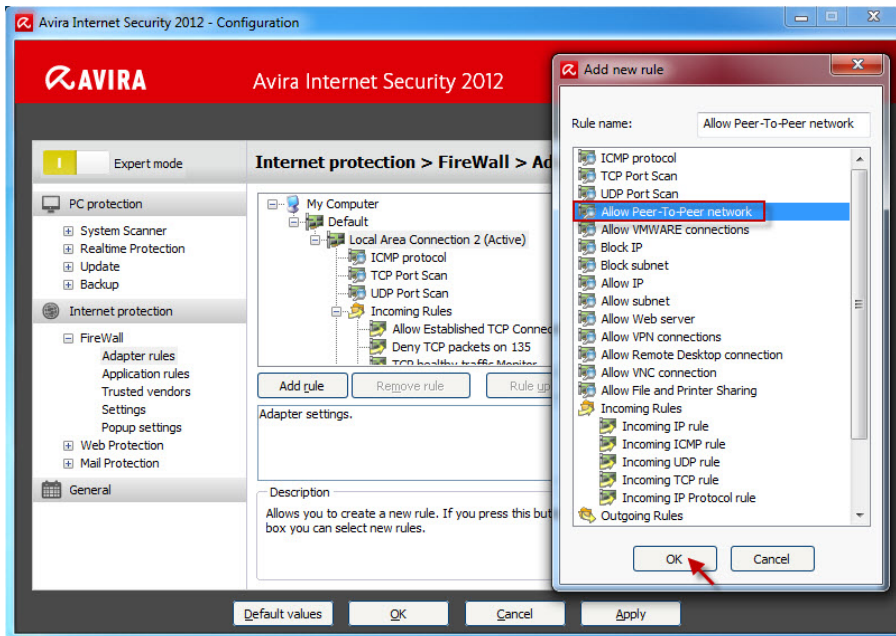 Avira Internet Security 2012 - Configuration
AVIRA
Avira Internet Security 2012
Expert mode
PC protection
System Scanner
Realtime Protection
Update
Backup
Internet protection
FireWall
Adapter rules
Application rules
Trusted vendors
Settings
Popup settings
Web Protection
Mail Protection
General
Internet protection > FireWall > Ad
My Computer
Default
Local Area Connection 2 (Active)
ICMP protocol
TCP Port Scan
UDP Port Scan
Incoming Rules
Allow Established TCP Connec
Deny TCP packets on 135
TCP healthy traffic Monitor
Add rule
Remove rule
Rule up
Adapter settings.
Description
Allows you to create a new rule. If you press this but
box you can select new rules.
Default values
OK
Cancel
Apply
Add new rule
Rule name:
Allow Peer-To-Peer network
ICMP protocol
TCP Port Scan
UDP Port Scan
Allow Peer-To-Peer network
Allow VMWARE connections
Block IP
Block subnet
Allow IP
Allow subnet
Allow Web server
Allow VPN connections
Allow Remote Desktop connection
Allow VNC connection
Allow File and Printer Sharing
Incoming Rules
Incoming IP rule
Incoming ICMP rule
Incoming UDP rule
Incoming TCP rule
Incoming IP Protocol rule
Outgoing Rules
OK
Cancel